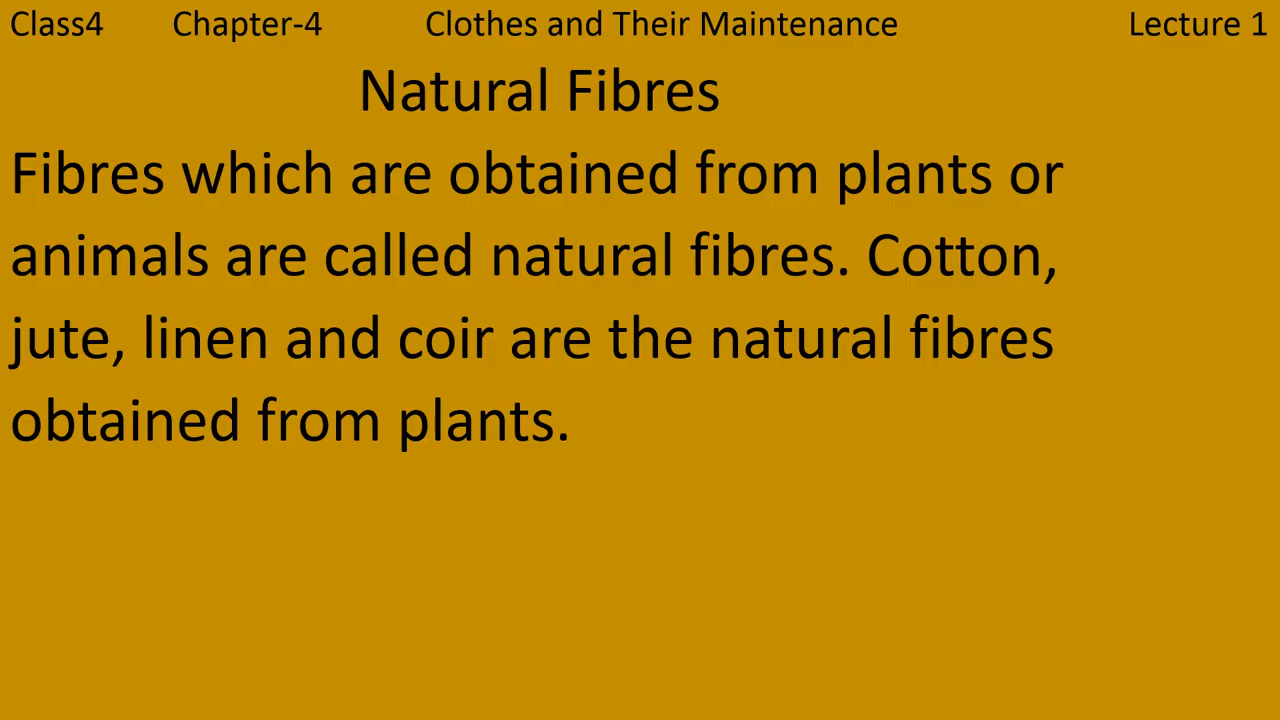 Class4 Chapter-4 Clothes and Their Maintenance Lecture 1
Natural Fibres
Fibres which are obtained from plants or
animals are called natural fibres. Cotton,
jute, linen and coir are the natural fibres
obtained from plants.